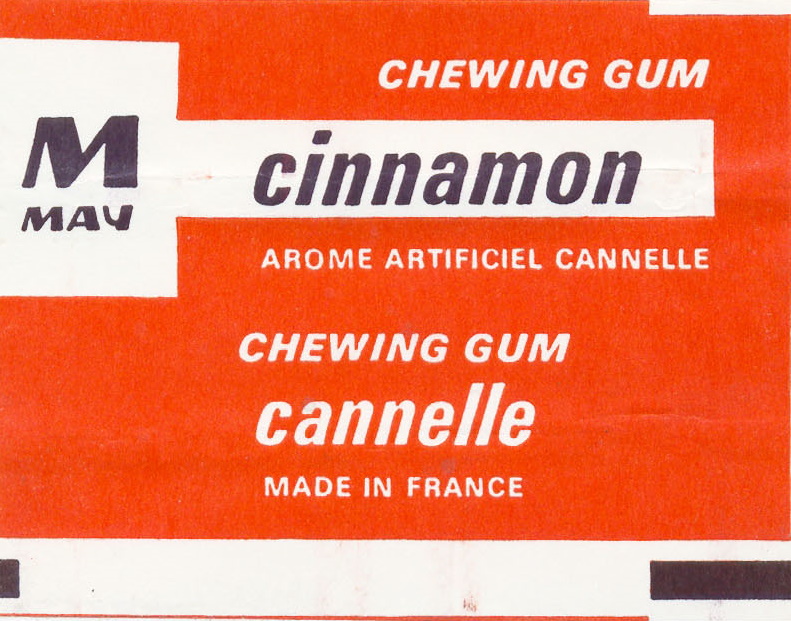 CHEWING GUM
M
MAY
cinnamon
AROME ARTIFICIEL CANNELLE
CHEWING GUM
cannelle
MADE IN FRANCE